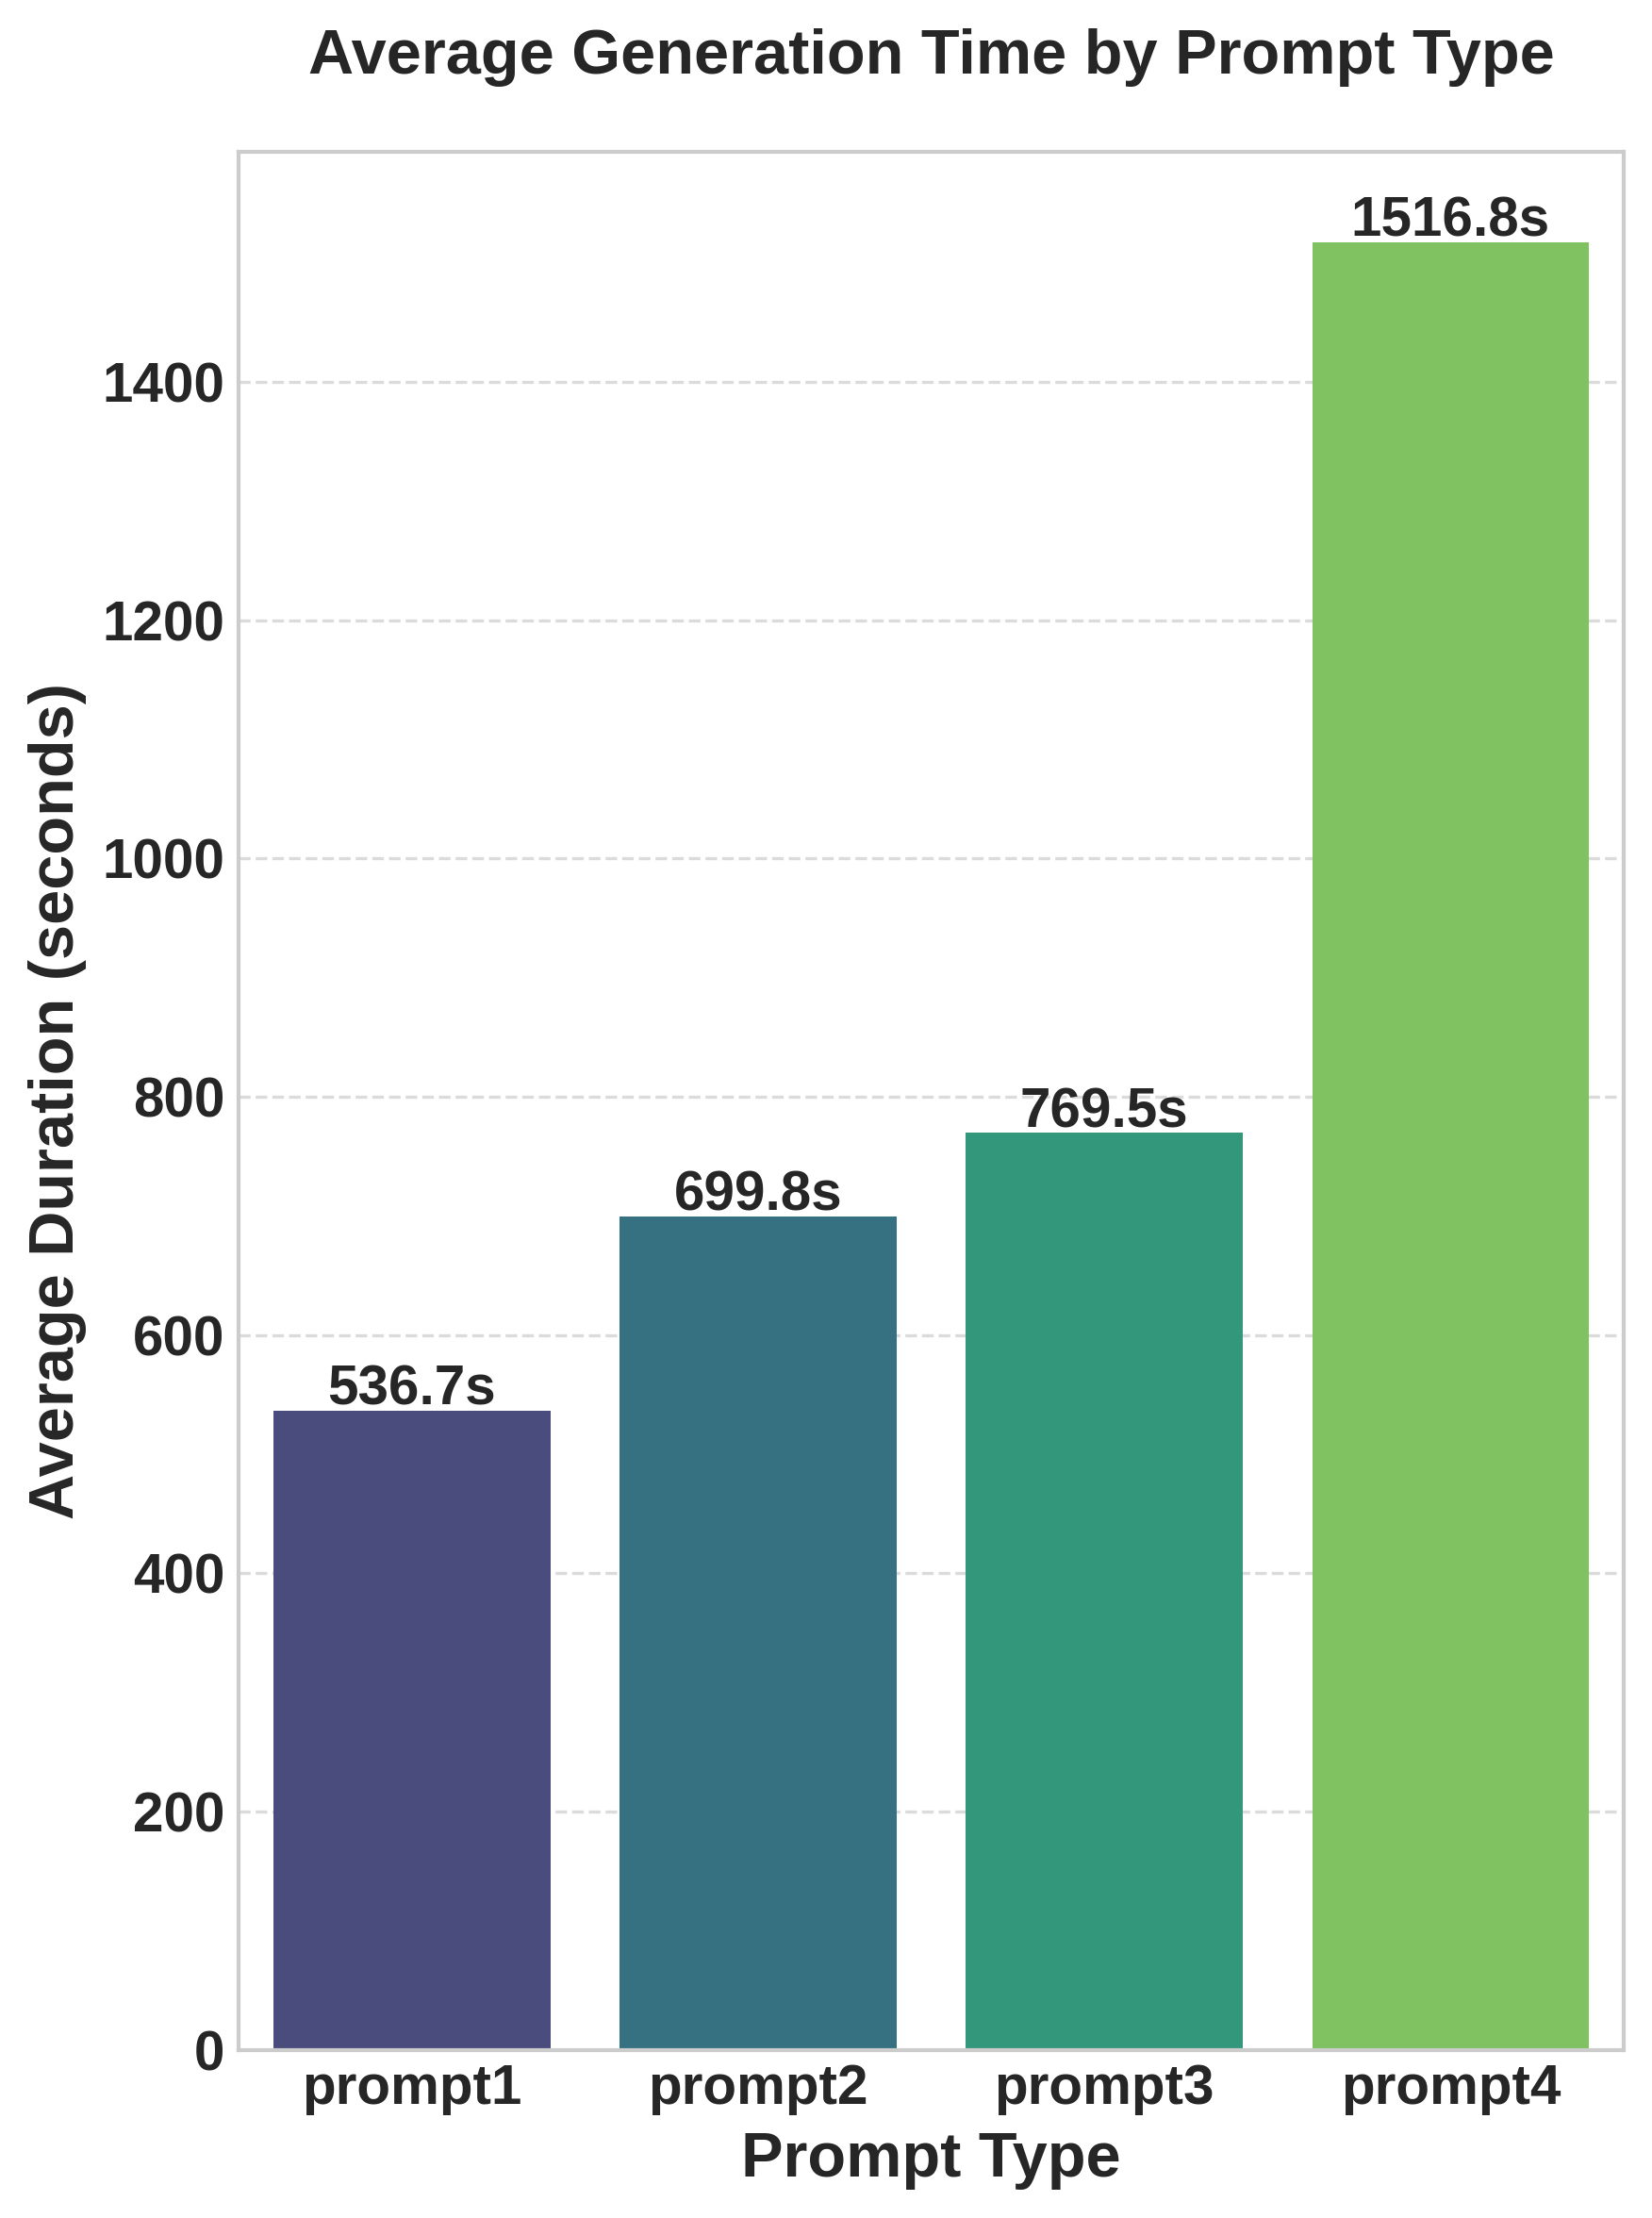 Average Generation Time by Prompt Type
1516.8s
1400
1200
1000
800
769.5s
699.8s
600
536.7s
400
200
0
Average Duration (seconds)
prompt1 prompt2 prompt3 prompt4
Prompt Type